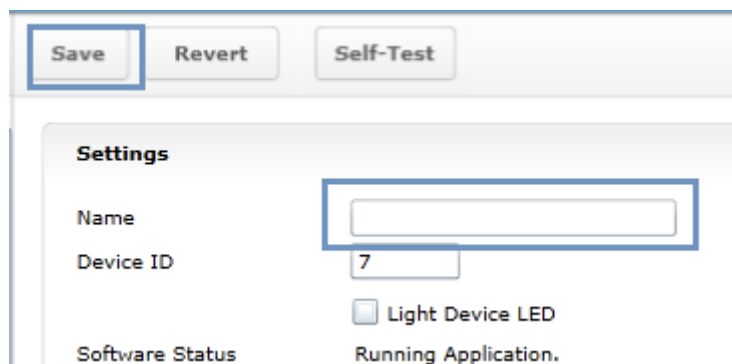 Save Revert Self-Test
Settings
Name
Device ID 7
Light Device LED
Software Status Running Application.